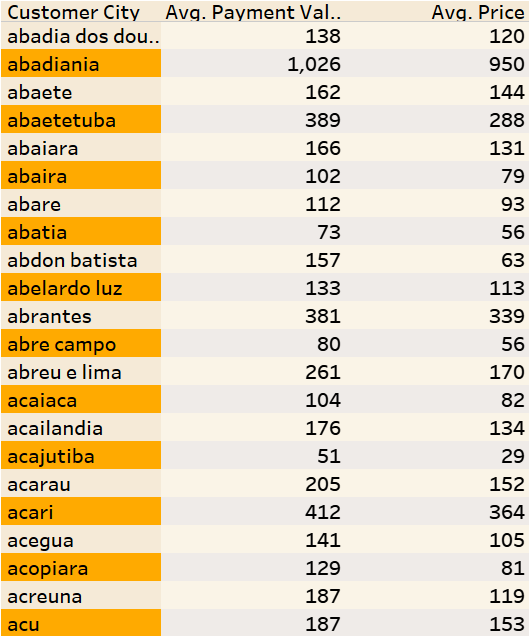 Customer City Avg. Payment Val.. Avg. Price
abadia dos dou.. 138 120
abadiania 1,026 950
abaete 162 144
abaetetuba 389 288
abaiara 166 131
abaira 102 79
abare 112 93
abatia 73 56
abdon batista 157 63
abelardo luz 133 113
abrantes 381 339
abre campo 80 56
abreu e lima 261 170
acaiaca 104 82
acailandia 176 134
acajutiba 51 29
acarau 205 152
acari 412 364
acegua 141 105
acopiara 129 81
acreuna 187 119
acu 187 153